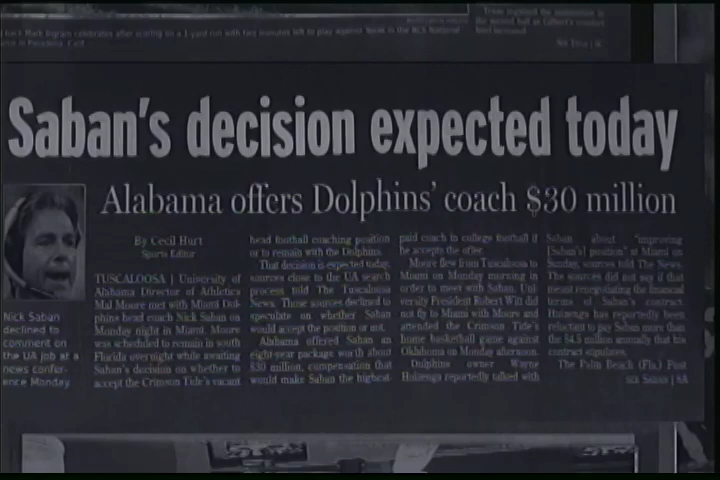 Saban's decision expected today
Alabama offers Dolphins' coach $30 million
By Cecil Hurt
Sports Editor
TUSCALOOSA | University of
Alabama Director of Athletics
Mal Moore met with Miami Dol-
phins head coach Nick Saban on
Monday night in Miami. Moore
was scheduled to remain in south
Florida overnight while awaiting
Saban's decision on whether to
accept the Crimson Tide's vacant
head football coaching position
or to remain with the Dolphins.
That decision is expected today,
sources close to the UA search
process told The Tuscaloosa
News. Those sources declined to
speculate on whether Saban
would accept the position or not.
Alabama offered Saban an
eight-year package worth about
$30 million, compensation that
would make Saban the highest-
paid coach in college football if
he accepts the offer.
Moore flew from Tuscaloosa to
Miami on Monday morning in
order to meet with Saban. Uni-
versity President Robert Witt did
not fly to Miami with Moore and
attended the Crimson Tide's
home basketball game against
Oklahoma on Monday afternoon.
Dolphins owner Wayne
Huizenga reportedly talked with
Saban about "improving
[Saban's] position" at Miami on
Sunday, sources told The News.
The sources did not say if that
meant renegotiating the financial
terms of Saban's contract.
Huizenga has reportedly been
reluctant to pay Saban more than
the $4.5 million annually that his
contract stipulates.
The Palm Beach (Fla.) Post
Nick Saban
declined to
comment on
the UA job at a
news confer-
ence Monday